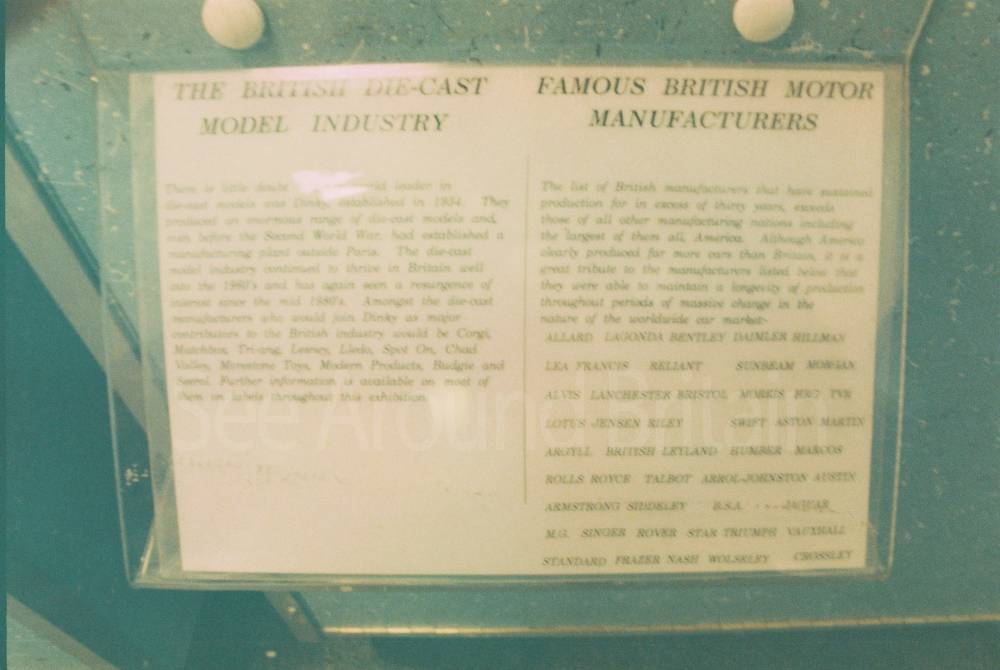 THE BRITISH DIE-CAST
MODEL INDUSTRY
There is little doubt world leader in
die-cast models was Dinky, established in 1934. They
produced an enormous range of die-cast models and,
even before the Second World War, had established a
manufacturing plant outside Paris. The die-cast
model industry continued to thrive in Britain well
into the 1960's and has again seen a resurgence of
interest since the mid 1980's. Amongst the die-cast
manufacturers who would join Dinky as major
contributors to the British industry would be Corgi,
Matchbox, Tri-ang, Lesney, Lledo, Spot On, Chad
Valley, Minestone Toys, Modern Products, Budgie and
Further information is available on most of
them on labels throughout this exhibition.
FAMOUS BRITISH MOTOR
MANUFACTURERS
The list of British manufacturers that have sustained
production for in excess of thirty years, exceeds
those of all other manufacturing nations including
the largest of them all, America. Although America
clearly produced far more cars than Britain, it is a
great tribute to the manufacturers listed below that
they were able to maintain a longevity of production
throughout periods of massive change in the
nature of the worldwide car market:-
ALLARD LAGONDA BENTLEY DAIMLER HILLMAN
LEA FRANCIS RELIANT SUNBEAM MORGAN
ALVIS LANCHESTER BRISTOL MORRIS HRG TVR
LOTUS JENSEN RILEY SWIFT ASTON MARTIN
ARGYLL BRITISH LEYLAND HUMBER MARCOS
ROLLS ROYCE TALBOT ARROL-JOHNSTON AUSTIN
ARMSTRONG SIDDELEY B.S.A. JAGUAR
M.G. SINGER ROVER STAR TRIUMPH VAUXHALL
STANDARD FRAZER NASH WOLSELEY CROSSLEY
See Around Britain